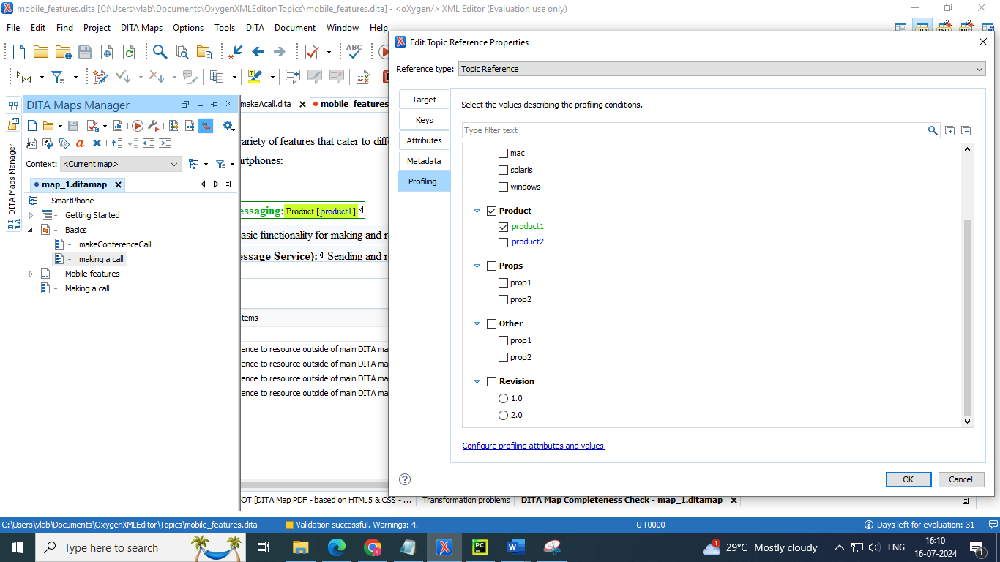 mobile_features.dita [C:\Users\vlab\Documents\OxygenXMLEditor\Topics\mobile_features.dita] - <oXygen/> XML Editor (Evaluation use only)
File Edit Find Project DITA Maps Options Tools DITA Document Window Help
Edit Topic Reference Properties
Reference type: Topic Reference
Target
Keys
Attributes
Metadata
Profiling
Select the values describing the profiling conditions.
Type filter text
mac
solaris
windows
Product
product1
product2
Props
prop1
prop2
Other
prop1
prop2
Revision
1.0
2.0
Configure profiling attributes and values
OK Cancel
DITA Maps Manager
DITA Maps Manager
Context: <Current map>
map_1.ditamap
SmartPhone
Getting Started
Basics
makeConferenceCall
making a call
Mobile features
Making a call
makeAcall.dita mobile_features
variety of features that cater to diff
rtphones:
essaging: Product [product1]
asic functionality for making and r
essage Service): Sending and r
tems
ence to resource outside of main DITA ma
ence to resource outside of main DITA ma
ence to resource outside of main DITA ma
ence to resource outside of main DITA ma
OT [DITA Map PDF - based on HTML5 & CSS - ... Transformation problems DITA Map Completeness Check - map_1.ditamap
C:\Users\vlab\Documents\OxygenXMLEditor\Topics\mobile_features.dita Validation successful. Warnings: 4. U+0000 Days left for evaluation: 31
Type here to search
29°C Mostly cloudy
ENG
16:10
16-07-2024
1